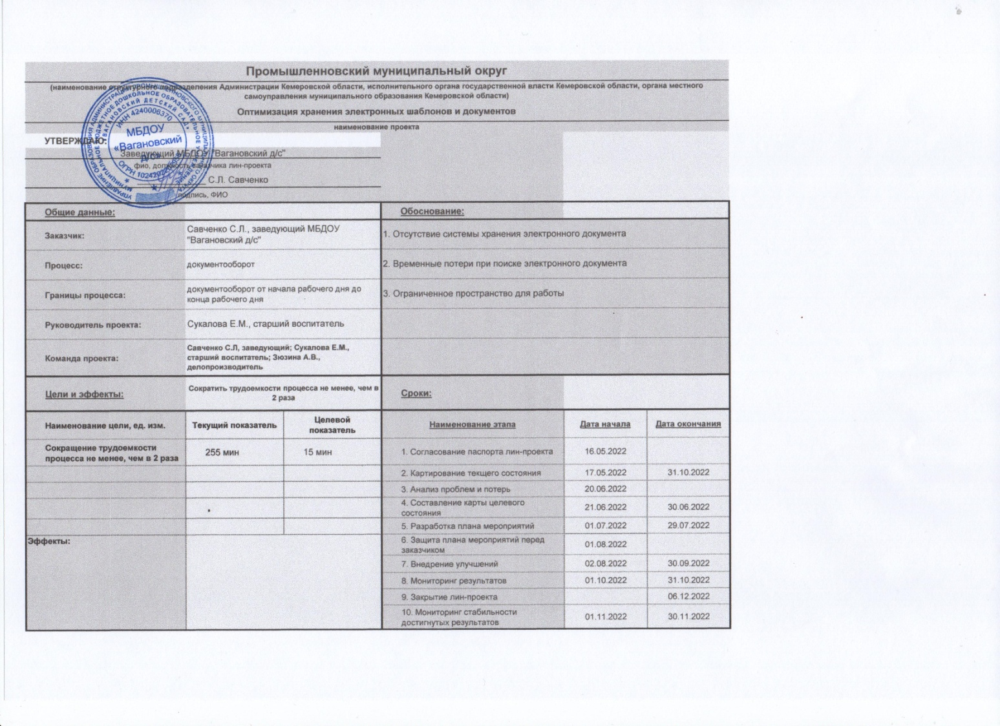 Промышленновский муниципальный округ
(наименование структурного подразделения Администрации Кемеровской области, исполнительного органа государственной власти Кемеровской области, органа местного
самоуправления муниципального образования Кемеровской области)
Оптимизация хранения электронных шаблонов и документов
наименование проекта
УТВЕРЖДАЮ:
Заведующий МБДОУ "Вагановский д/с"
фио, должность заказчика лин-проекта
С.Л. Савченко
подпись, ФИО
ВАГАНОВСКИЙ ДЕТСКИЙ САД
ИНН 4240006370
МБДОУ
«Вагановский
д/с»
ОГРН
Общие данные:
Обоснование:
Заказчик:
Савченко С.Л., заведующий МБДОУ
"Вагановский д/с"
1. Отсутствие системы хранения электронного документа
Процесс:
документооборот
2. Временные потери при поиске электронного документа
Границы процесса:
документооборот от начала рабочего дня до
конца рабочего дня
3. Ограниченное пространство для работы
Руководитель проекта:
Сукалова Е.М., старший воспитатель
Команда проекта:
Савченко С.Л, заведующий; Сукалова Е.М.,
старший воспитатель; Зюзина А.В.,
делопроизводитель
Цели и эффекты:
Сократить трудоемкости процесса не менее, чем в
2 раза
Сроки:
Наименование цели, ед. изм.
Текущий показатель
Целевой
показатель
Наименование этапа
Дата начала
Дата окончания
Сокращение трудоемкости
процесса не менее, чем в 2 раза
255 мин
15 мин
1. Согласование паспорта лин-проекта
16.05.2022
2. Картирование текщего состояния
17.05.2022
31.10.2022
3. Анализ проблем и потерь
20.06.2022
4. Составление карты целевого
состояния
21.06.2022
30.06.2022
5. Разработка плана мероприятий
01.07.2022
29.07.2022
Эффекты:
6. Защита плана мероприятий перед
заказчиком
01.08.2022
7. Внедрение улучшений
02.08.2022
30.09.2022
8. Мониторинг результатов
01.10.2022
31.10.2022
9. Закрытие лин-проекта
06.12.2022
10. Мониторинг стабильности
достигнутых результатов
01.11.2022
30.11.2022